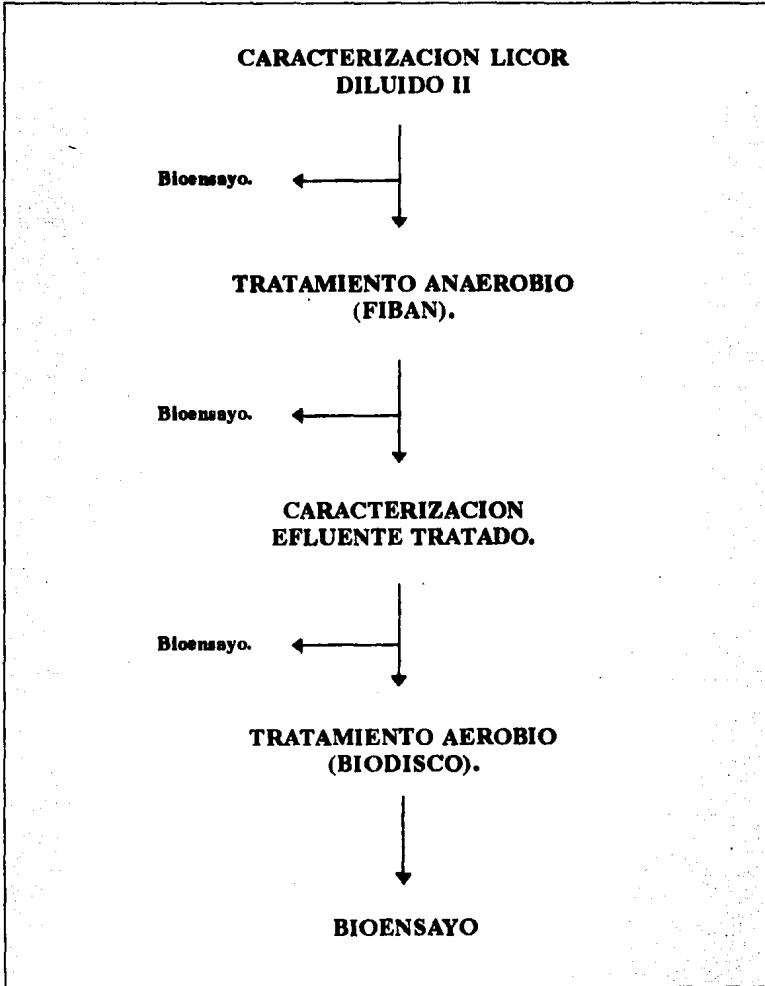 CARACTERIZACION LICOR
DILUIDO II
Bioensayo.
TRATAMIENTO ANAEROBIO
(FIBAN).
Bioensayo.
CARACTERIZACION
EFLUENTE TRATADO.
Bioensayo.
TRATAMIENTO AEROBIO
(BIODISCO).
BIOENSAYO